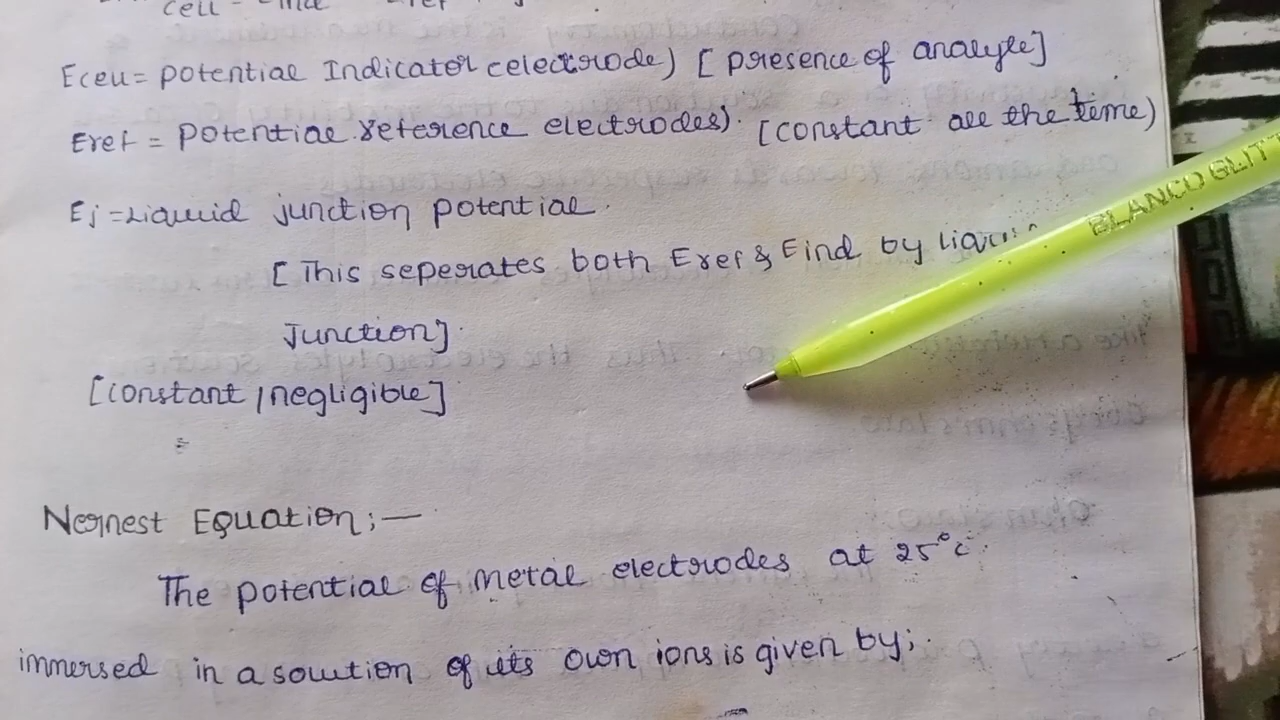 Ecell = potential Indicator celectrode) [presence of analyte]
Eref = Potential reference electrodes). [constant all the time)
Ej = Liquid junction potential.
[This seperates both Eref & Eind by
Junction].
[constant / negligible]
Nernest Equation;—
The potential of metal electrodes at 25°c.
immersed in a solution of its own ions is given by;
BLANCO GLITT